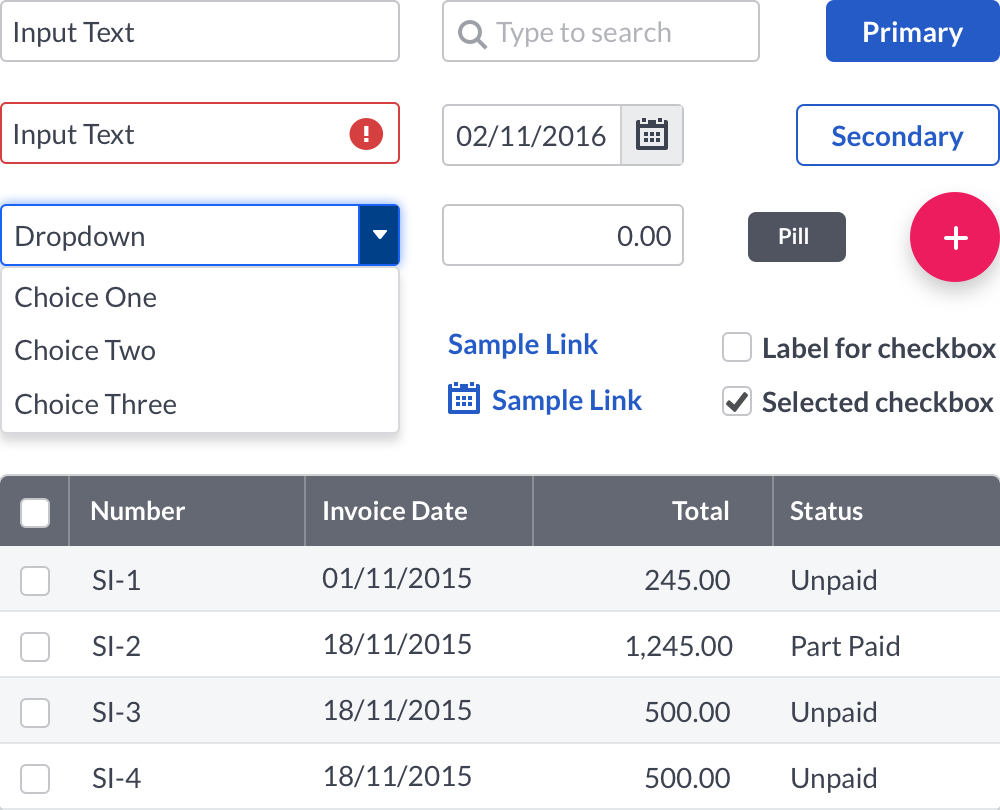 Input Text
Type to search
Primary
Input Text
!
02/11/2016
Secondary
Dropdown
0.00
Pill
+
Choice One
Choice Two
Choice Three
Sample Link
Label for checkbox
Sample Link
Selected checkbox
Number Invoice Date Total Status
SI-1 01/11/2015 245.00 Unpaid
SI-2 18/11/2015 1,245.00 Part Paid
SI-3 18/11/2015 500.00 Unpaid
SI-4 18/11/2015 500.00 Unpaid